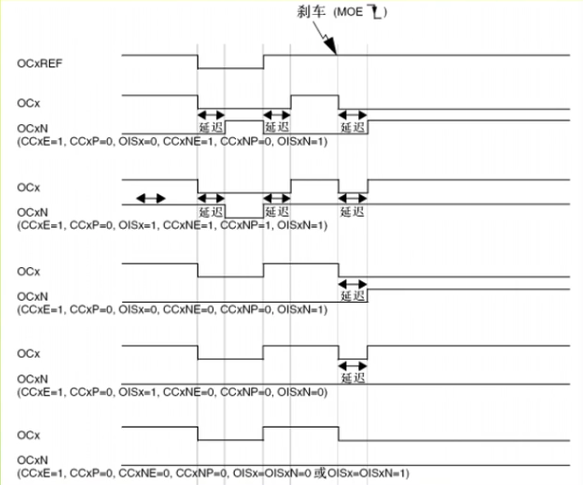 刹车 (MOE )
OCxREF
OCx
延迟 延迟 延迟
OCxN
(CCxE=1, CCxP=0, OISx=0, CCxNE=1, CCxNP=0, OISxN=1)
OCx
延迟 延迟 延迟
OCxN
(CCxE=1, CCxP=0, OISx=1, CCxNE=1, CCxNP=1, OISxN=1)
OCx
延迟
OCxN
(CCxE=1, CCxP=0, OISx=0, CCxNE=0, CCxNP=0, OISxN=1)
OCx
延迟
OCxN
(CCxE=1, CCxP=0, OISx=1, CCxNE=0, CCxNP=0, OISxN=0)
OCx
OCxN
(CCxE=1, CCxP=0, CCxNE=0, CCxNP=0, OISx=OISxN=0 或OISx=OISxN=1)